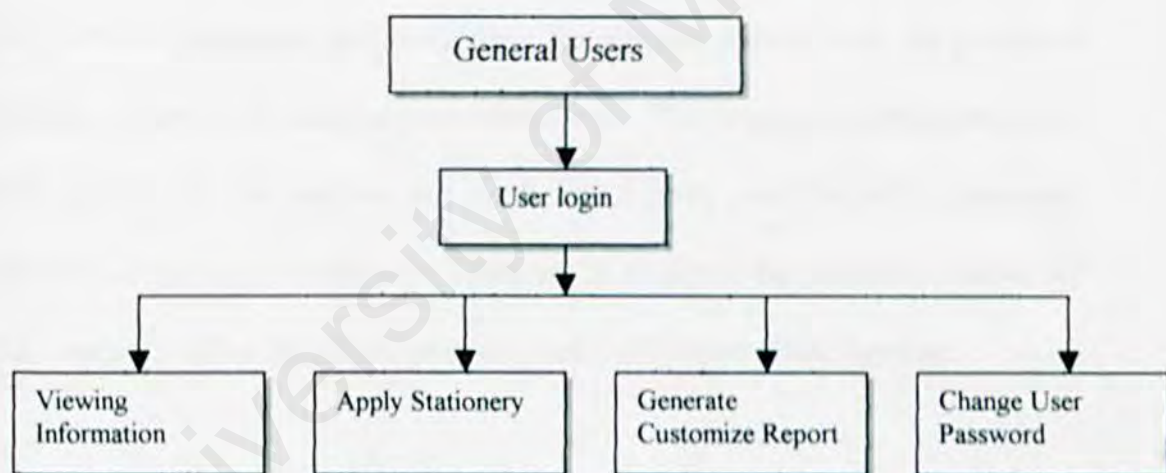 General Users
User login
Viewing
Information
Apply Stationery
Generate
Customize Report
Change User
Password